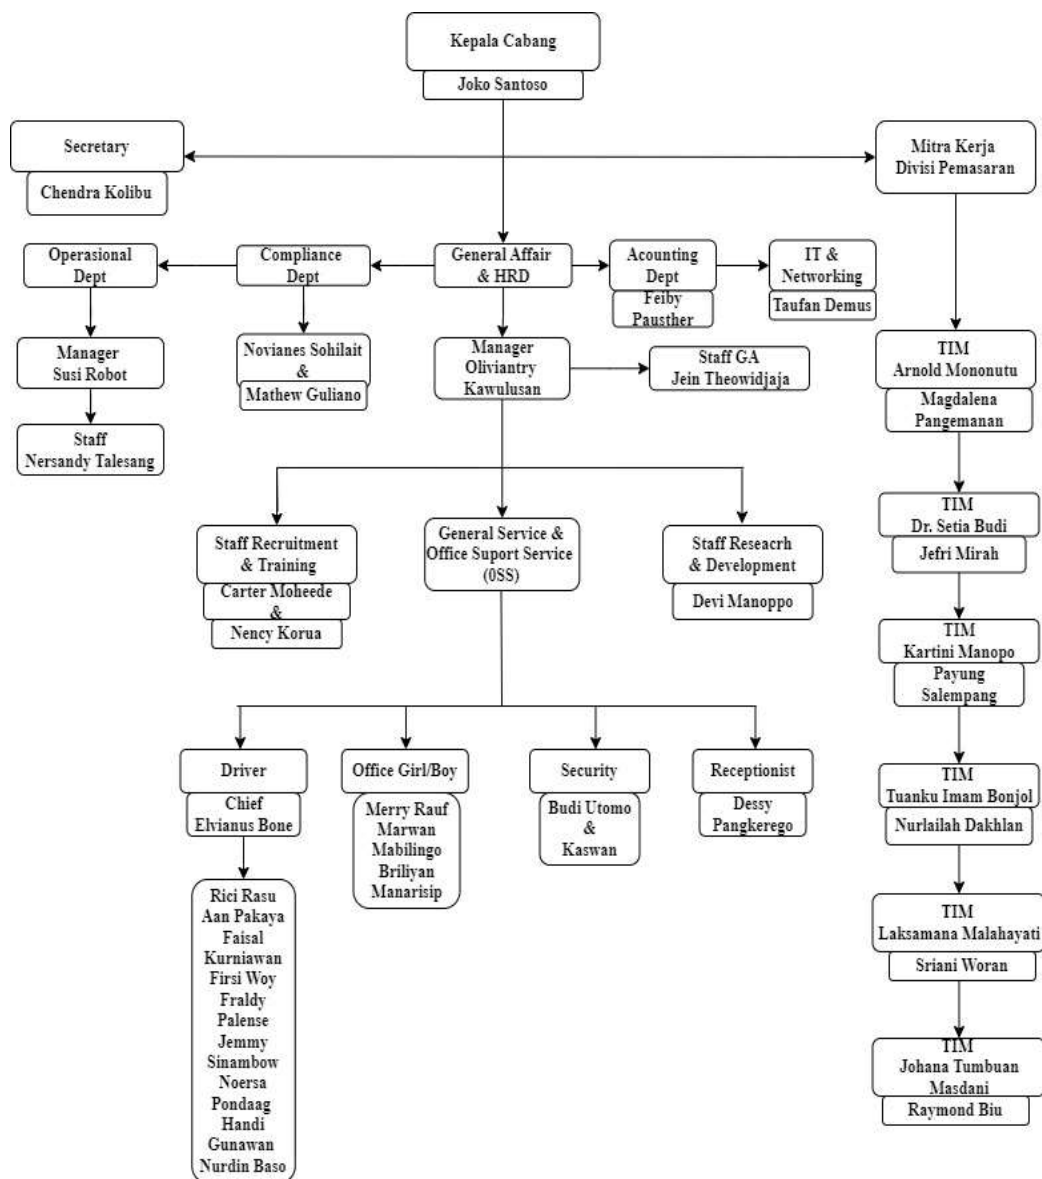 Kepala Cabang
Joko Santoso
Secretary
Chendra Kolibu
Mitra Kerja
Divisi Pemasaran
Operasional
Dept
Compliance
Dept
General Affair
& HRD
Acounting
Dept
Feiby
Pausther
IT &
Networking
Taufan Demus
Manager
Susi Robot
Novianes Sohilait
&
Mathew Guliano
Manager
Oliviantry
Kawulusan
Staff GA
Jein Theowidjaja
TIM
Arnold Mononutu
Magdalena
Pangemanan
Staff
Nersandy Talesang
TIM
Dr. Setia Budi
Jefri Mirah
Staff Recruitment
& Training
Carter Moheede
&
Nency Korua
General Service &
Office Suport Service
(0SS)
Staff Reseacrh
& Development
Devi Manoppo
TIM
Kartini Manopo
Payung
Salempang
Driver
Chief
Elvianus Bone
Office Girl/Boy
Merry Rauf
Marwan
Mabilingo
Briliyan
Manarisip
Security
Budi Utomo
&
Kaswan
Receptionist
Dessy
Pangkerego
TIM
Tuanku Imam Bonjol
Nurlailah Dakhlan
Rici Rasu
Aan Pakaya
Faisal
Kurniawan
Firsi Woy
Fraldy
Palense
Jemmy
Sinambow
Noersa
Pondaag
Handi
Gunawan
Nurdin Baso
TIM
Laksamana Malahayati
Sriani Woran
TIM
Johana Tumbuan
Masdani
Raymond Biu